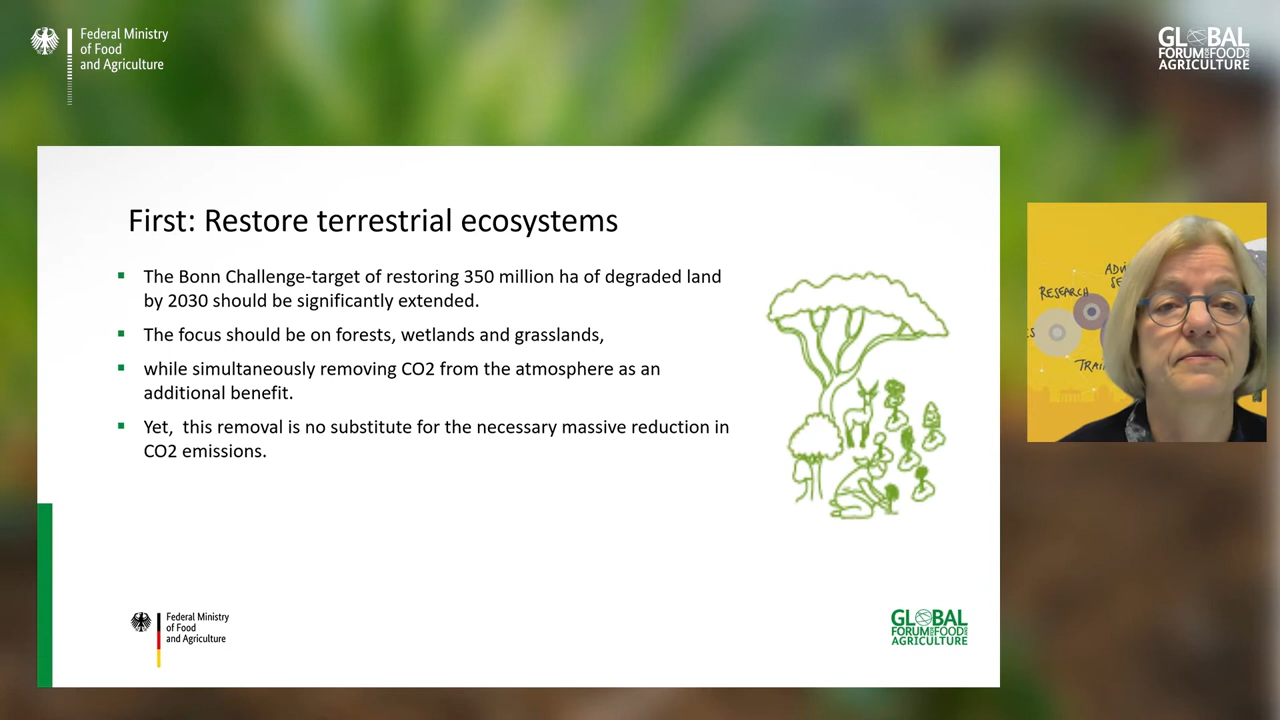 Federal Ministry
of Food
and Agriculture
GLOBAL
FORUM FOR FOOD AND
AGRICULTURE
First: Restore terrestrial ecosystems
▪ The Bonn Challenge-target of restoring 350 million ha of degraded land
by 2030 should be significantly extended.
▪ The focus should be on forests, wetlands and grasslands,
▪ while simultaneously removing CO2 from the atmosphere as an
additional benefit.
▪ Yet, this removal is no substitute for the necessary massive reduction in
CO2 emissions.
RESEARCH
Federal Ministry
of Food
and Agriculture
GLOBAL
FORUM FOR FOOD AND
AGRICULTURE